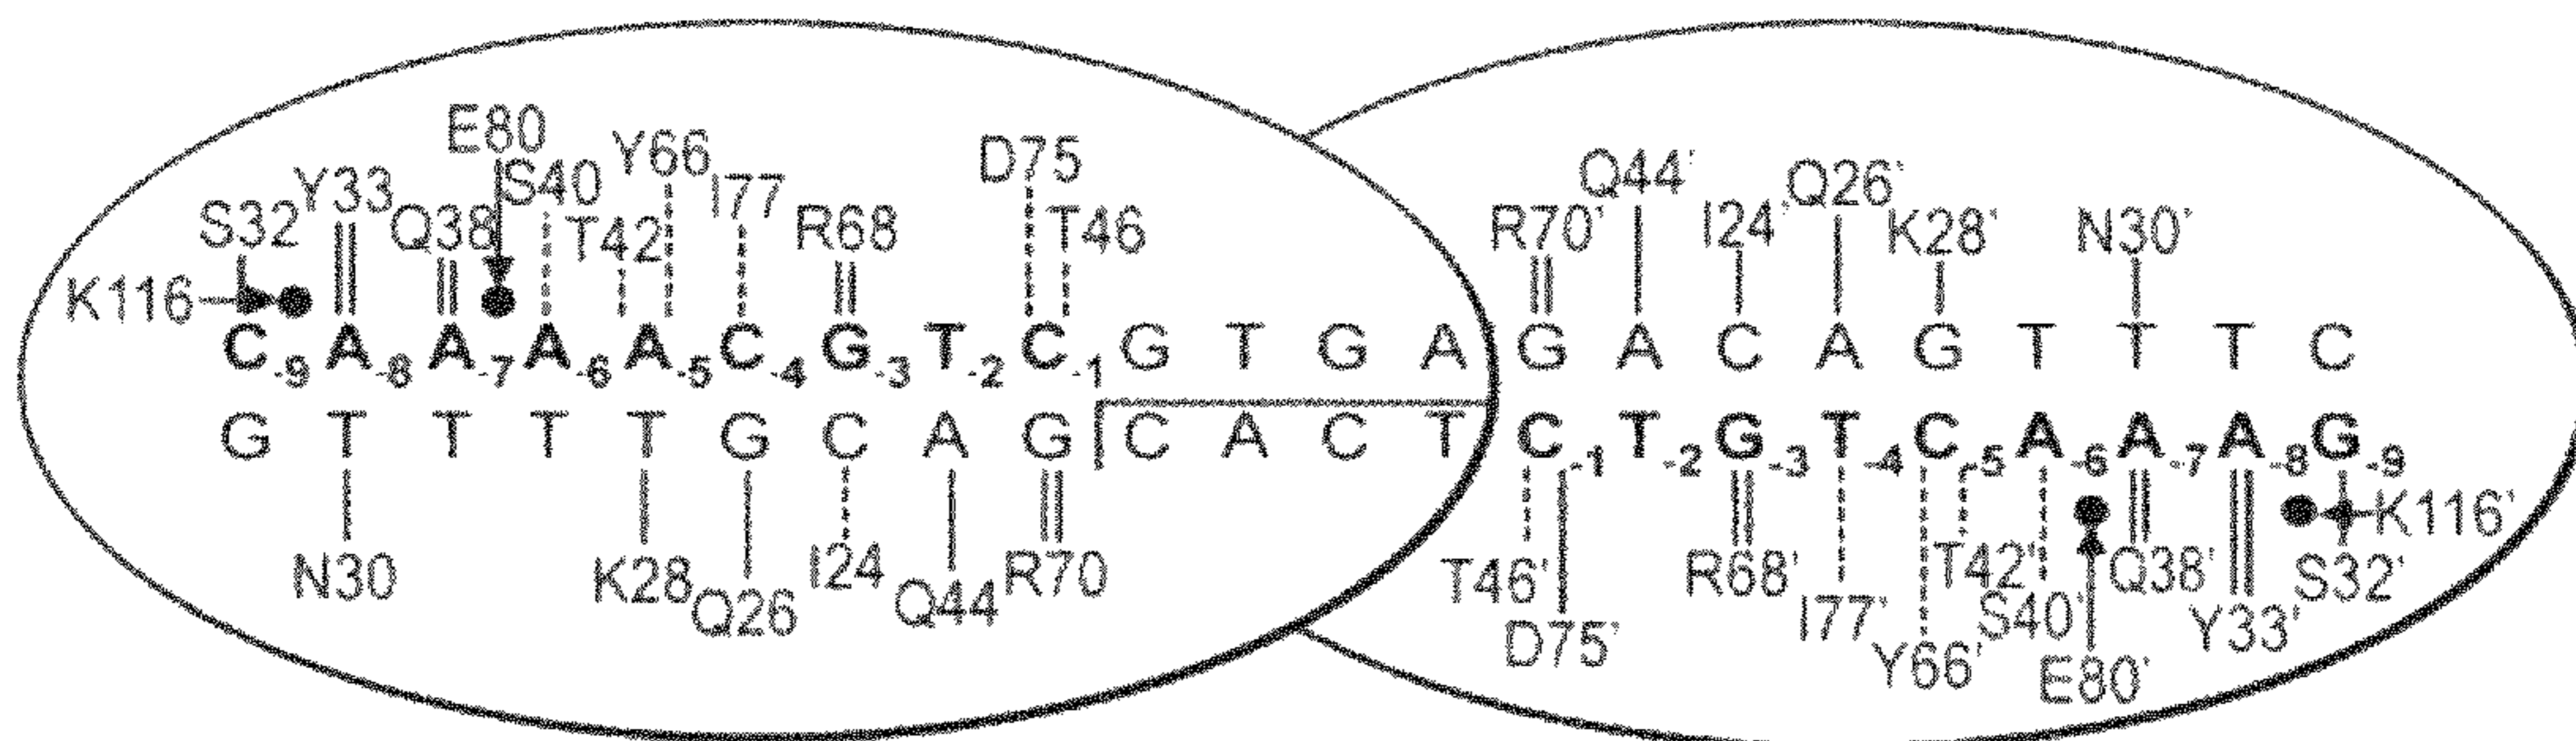 E80
Y66 D75
Y33 S40 I77 Q44' Q26'
S32 Q38 T42 R68 T46 R70' I24' K28' N30'
K116
C-9 A-8 A-7 A-6 A-5 C-4 G-3 T-2 C-1 G T G A G A C A G T T T C
G T T T T G C A G C A C T C-1 T-2 G-3 T-4 C-5 A-6 A-7 A-8 G-9
K116'
N30 K28 Q26 I24 Q44 R70 T46' R68' T42' Q38' S32'
D75' I77' S40' Y33'
Y66' E80'